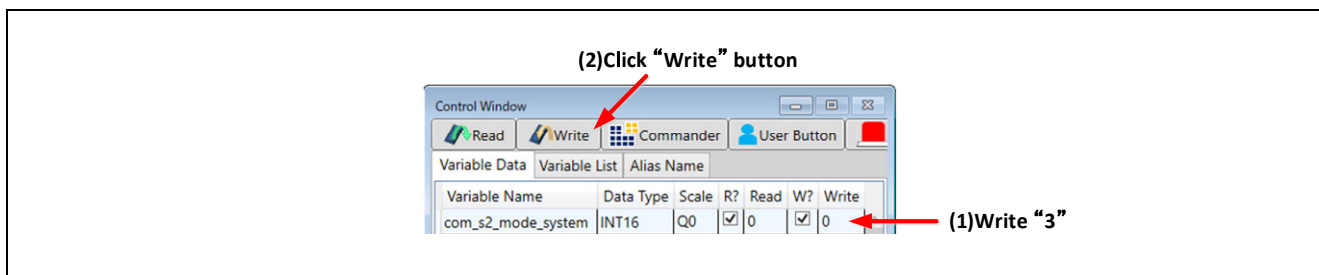 (2)Click “Write” button
Control Window
Read Write Commander User Button
Variable Data Variable List Alias Name
Variable Name Data Type Scale R? Read W? Write
com_s2_mode_system INT16 Q0 0 0
(1)Write “3”